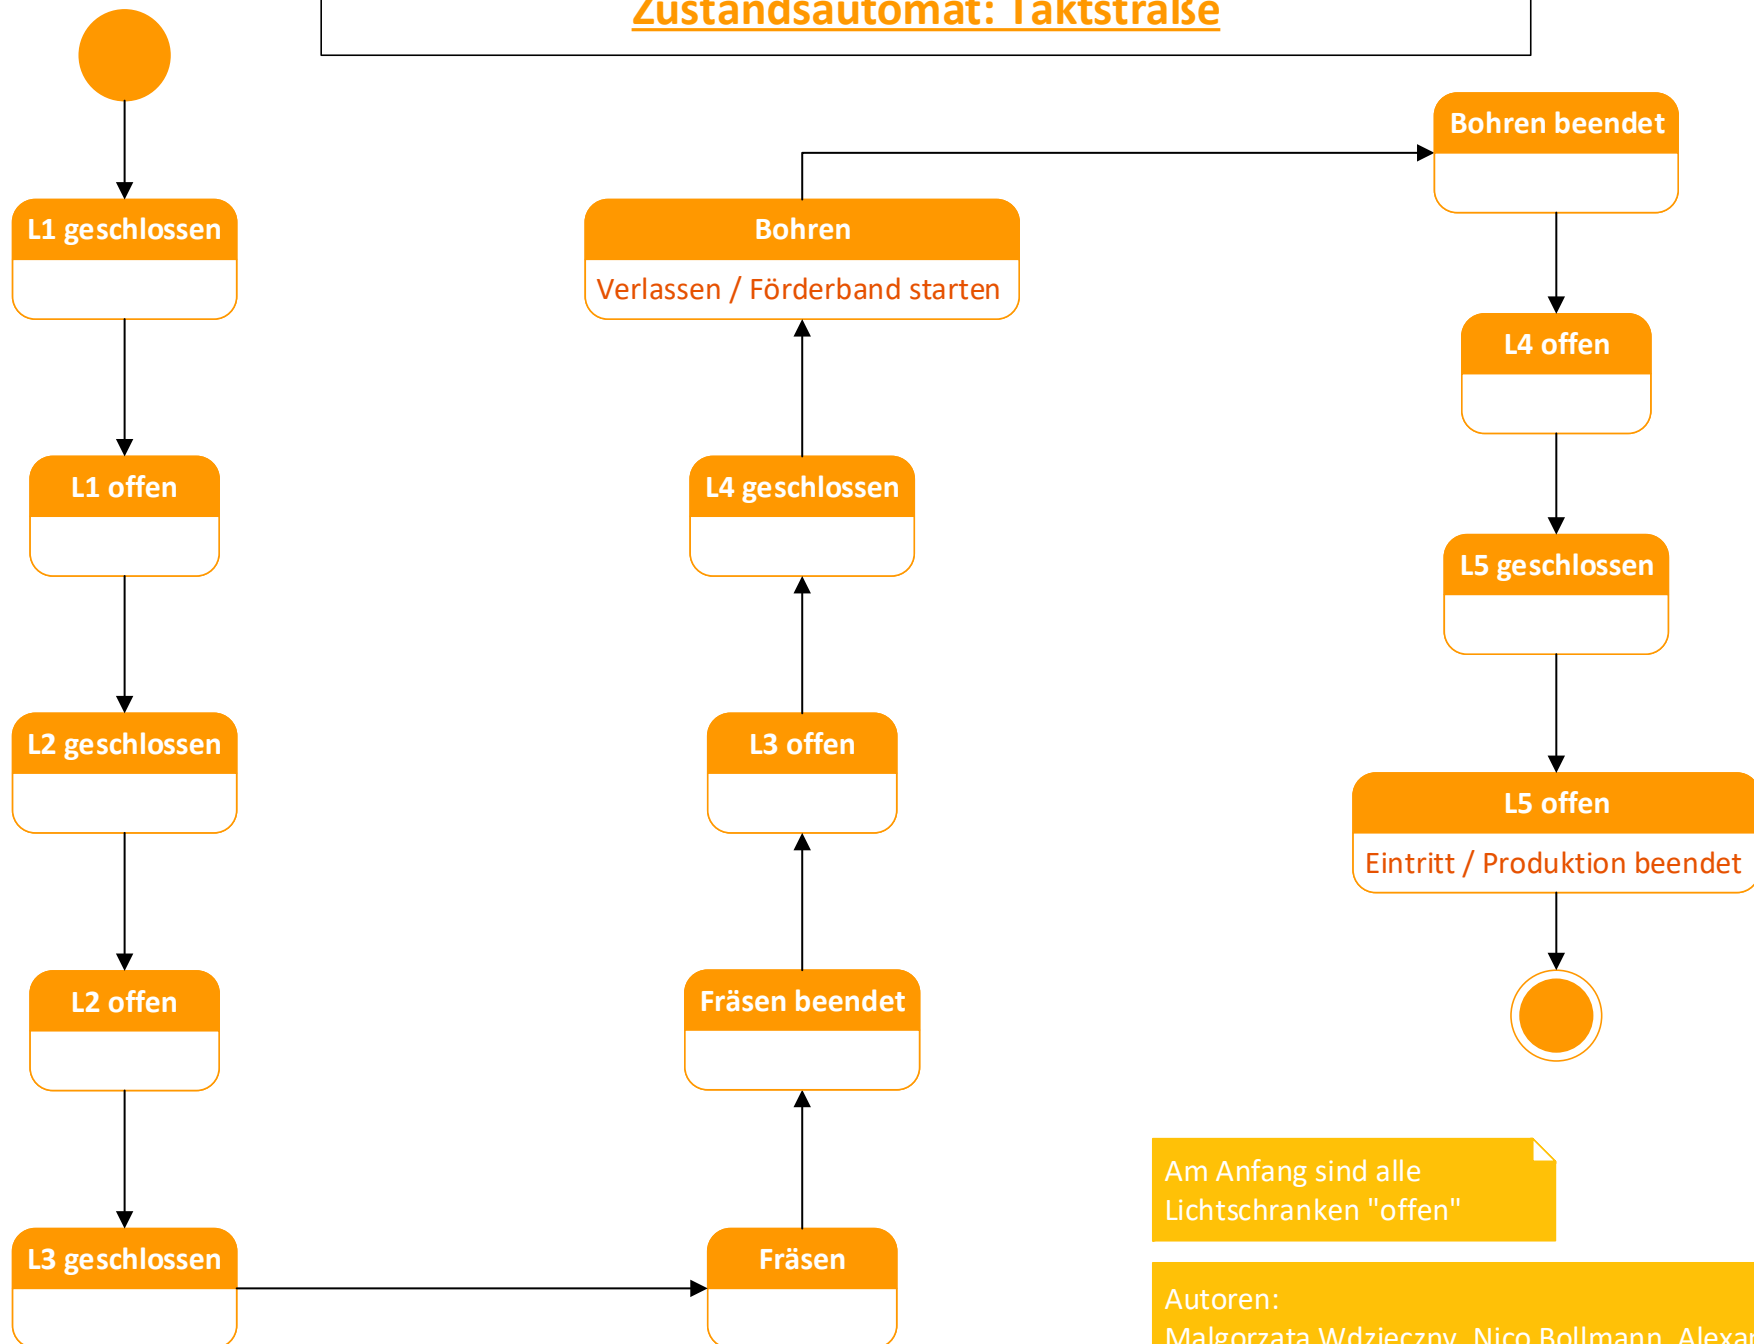 Zustandsautomat: Taktstraße
L1 geschlossen
L1 offen
L2 geschlossen
L2 offen
L3 geschlossen
Fräsen
Fräsen beendet
L3 offen
L4 geschlossen
Bohren
Verlassen / Förderband starten
Bohren beendet
L4 offen
L5 geschlossen
L5 offen
Eintritt / Produktion beendet
Am Anfang sind alle
Lichtschranken "offen"
Autoren:
Malgorzata Wdzieczny, Nico Bollmann,